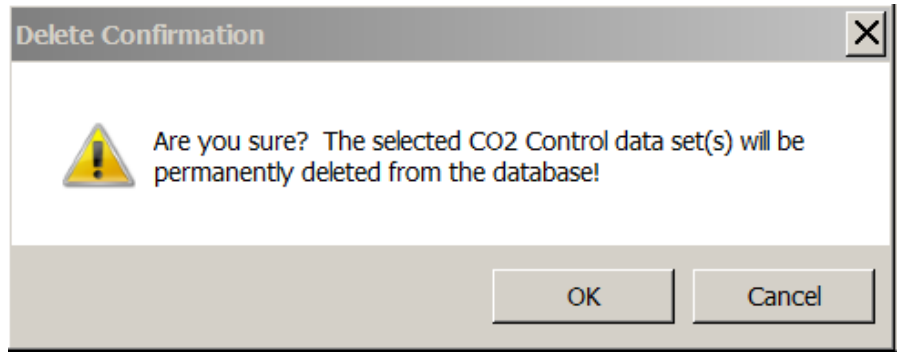 Delete Confirmation
Are you sure?  The selected CO2 Control data set(s) will be
permanently deleted from the database!
OK
Cancel